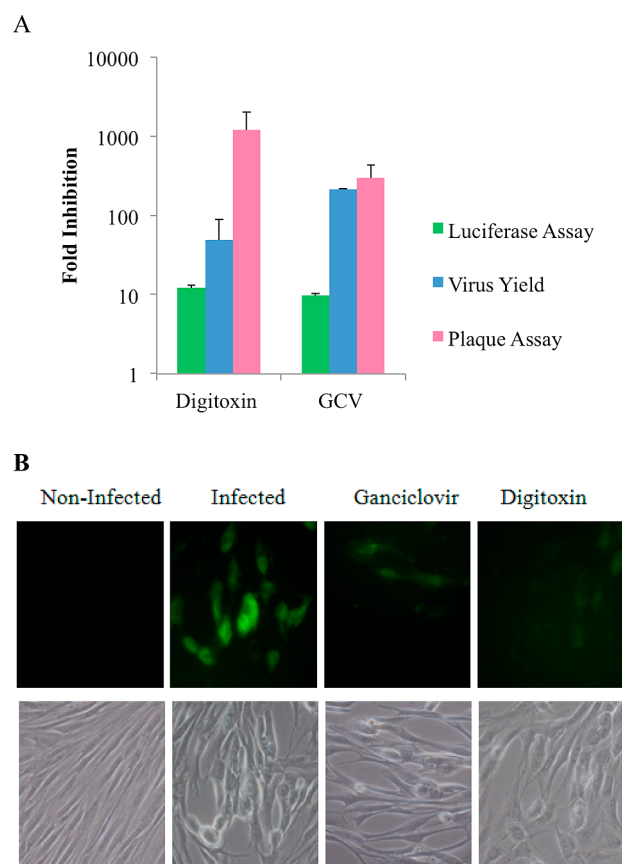 A
10000
1000
100
10
1
Fold Inhibition
Digitoxin
GCV
Luciferase Assay
Virus Yield
Plaque Assay
B
Non-Infected Infected Ganciclovir Digitoxin